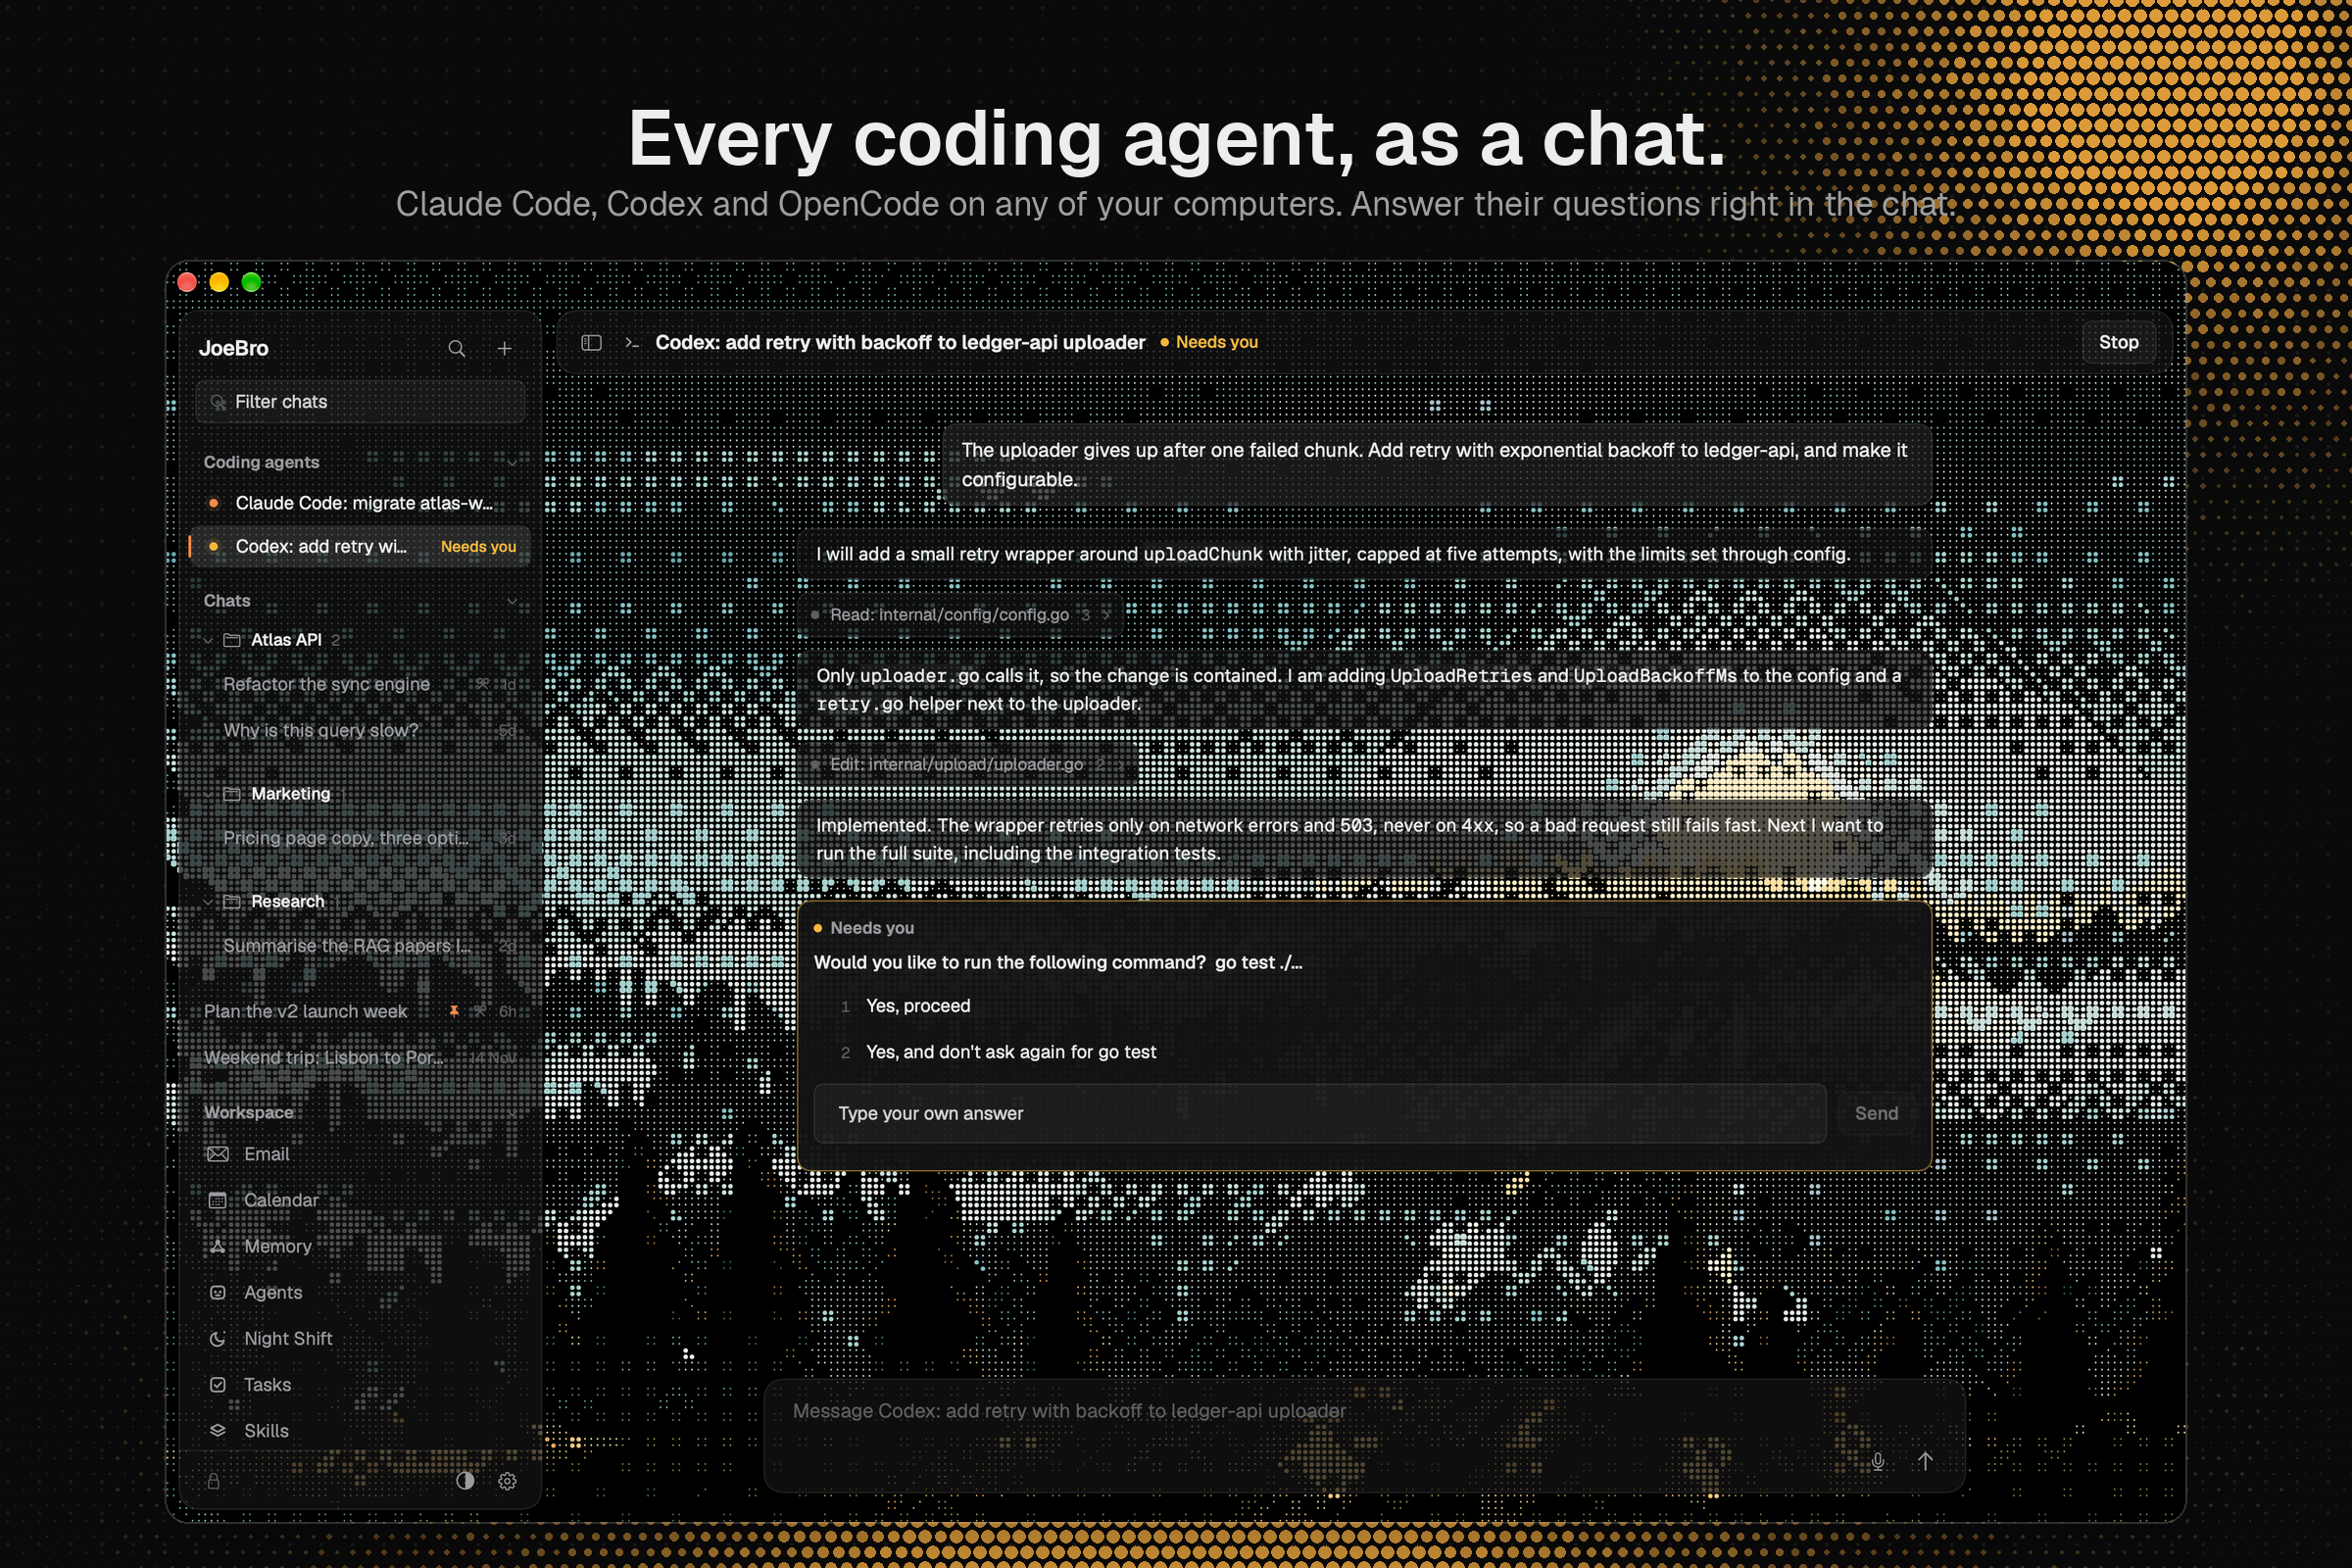 Every coding agent, as a chat.
Claude Code, Codex and OpenCode on any of your computers. Answer their questions right in the chat.
JoeBro
Filter chats
Coding agents
Claude Code: migrate atlas-w...
Codex: add retry wi... Needs you
Chats
Atlas API 2
Refactor the sync engine 1d
Why is this query slow? 5d
Marketing 1
Pricing page copy, three opti... 3d
Research 1
Summarise the RAG papers I... 2d
Plan the v2 launch week 6h
Weekend trip: Lisbon to Por... 14 Nov
Workspace
Email
Calendar
Memory
Agents
Night Shift
Tasks
Skills
Codex: add retry with backoff to ledger-api uploader Needs you
Stop
The uploader gives up after one failed chunk. Add retry with exponential backoff to ledger-api, and make it
configurable.
I will add a small retry wrapper around uploadChunk with jitter, capped at five attempts, with the limits set through config.
Read: internal/config/config.go 3
Only uploader.go calls it, so the change is contained. I am adding UploadRetries and UploadBackoffMs to the config and a
retry.go helper next to the uploader.
Edit: internal/upload/uploader.go 2
Implemented. The wrapper retries only on network errors and 503, never on 4xx, so a bad request still fails fast. Next I want to
run the full suite, including the integration tests.
Needs you
Would you like to run the following command? go test ./...
1 Yes, proceed
2 Yes, and don't ask again for go test
Type your own answer
Send
Message Codex: add retry with backoff to ledger-api uploader